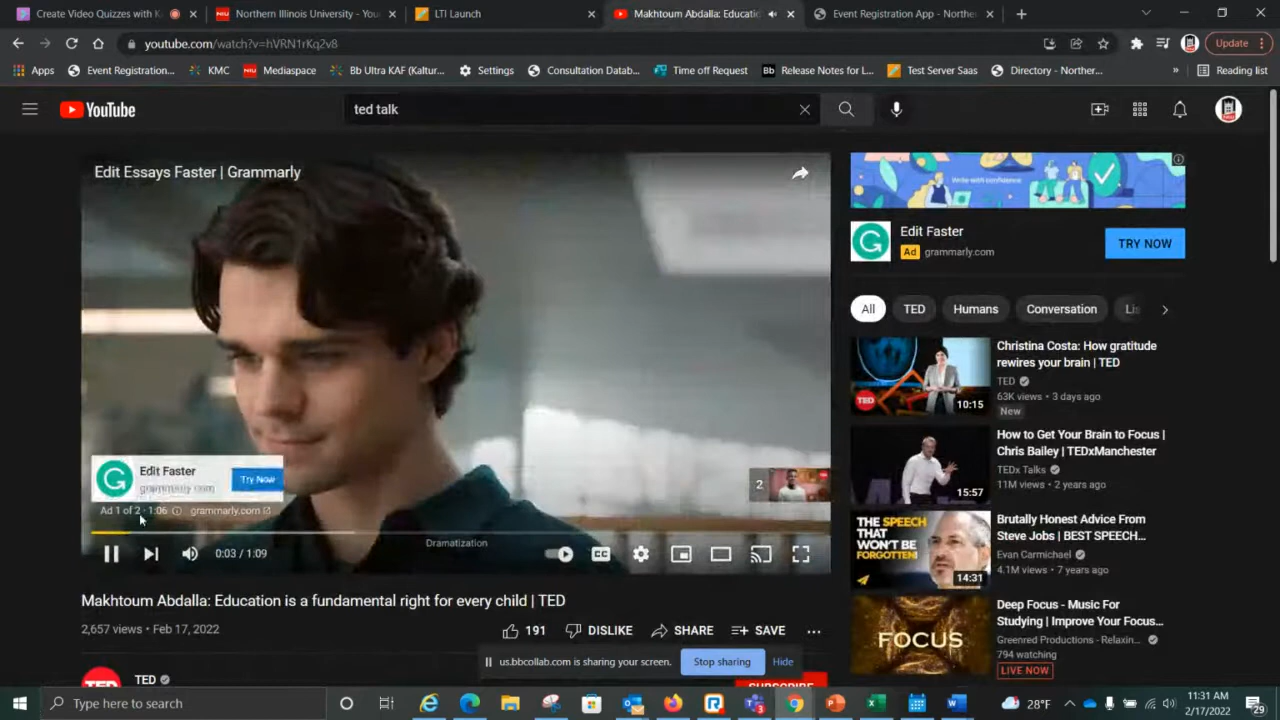 Create Video Quizzes with K
Northern Illinois University - You
LTI Launch
Makhtoum Abdalla: Educatio
Event Registration App - Northe
youtube.com/watch?v=hVRN1rKq2v8
Update
Apps
Event Registration...
KMC
Mediaspace
Bb Ultra KAF (Kaltur...
Settings
Consultation Datab...
Time off Request
Bb Release Notes for L...
Test Server Saas
Directory - Norther...
»
Reading list
YouTube
ted talk
Edit Essays Faster | Grammarly
Write with confidence
Edit Faster
Ad grammarly.com
TRY NOW
All
TED
Humans
Conversation
Lis
Christina Costa: How gratitude
rewires your brain | TED
TED
63K views • 3 days ago
New
10:15
How to Get Your Brain to Focus |
Chris Bailey | TEDxManchester
TEDx Talks
11M views • 2 years ago
15:57
THE SPEECH
THAT WON'T BE
FORGOTTEN!
14:31
Brutally Honest Advice From
Steve Jobs | BEST SPEECH...
Evan Carmichael
4.1M views • 7 years ago
FOCUS
Deep Focus - Music For
Studying | Improve Your Focus...
Greenred Productions - Relaxin...
794 watching
LIVE NOW
Edit Faster
grammarly.com
Try Now
Ad 1 of 2 · 1:06
grammarly.com
2
0:03 / 1:09
Dramatization
CC
Makhtoum Abdalla: Education is a fundamental right for every child | TED
2,657 views • Feb 17, 2022
191
DISLIKE
SHARE
SAVE
...
us.bbcollab.com is sharing your screen.
Stop sharing
Hide
TED
SUBSCRIBE
Type here to search
28°F
11:31 AM
2/17/2022
29